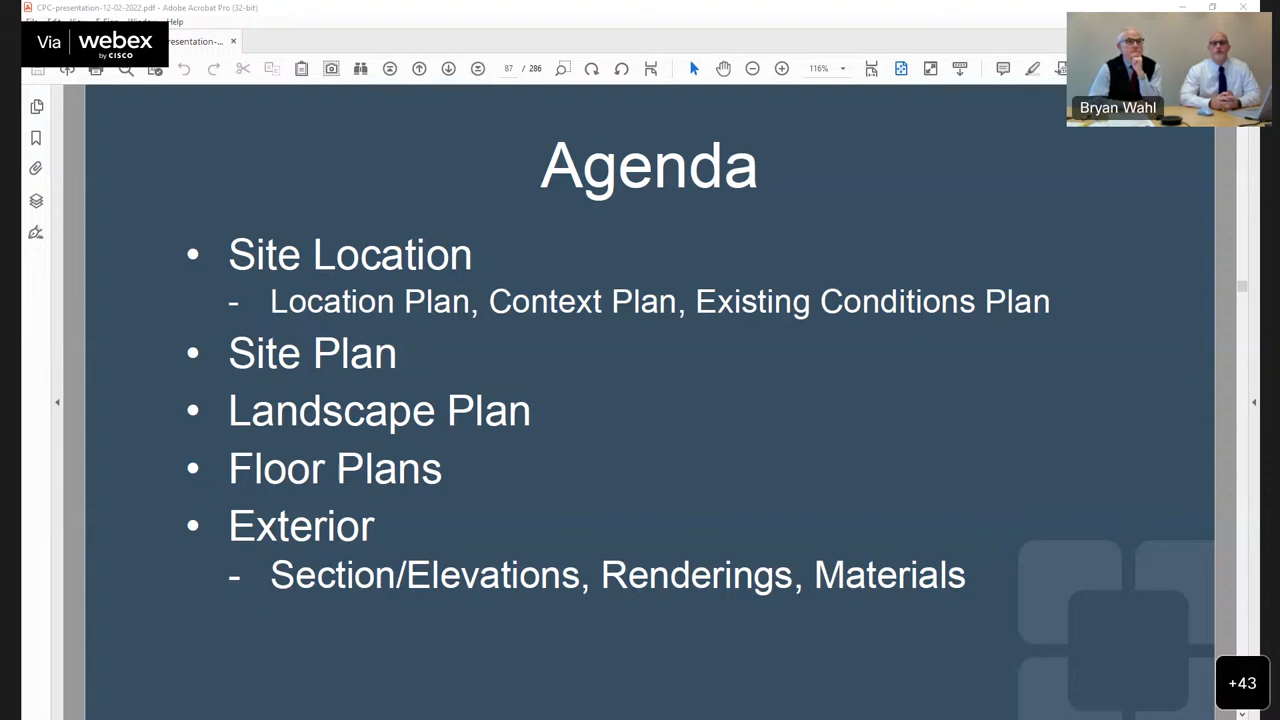 CPC-presentation-12-02-2022.pdf - Adobe Acrobat Pro (32-bit)
Help
Via webex
by CISCO
resentation-...
87 / 286
116%
Bryan Wahl
Agenda
• Site Location
- Location Plan, Context Plan, Existing Conditions Plan
• Site Plan
• Landscape Plan
• Floor Plans
• Exterior
- Section/Elevations, Renderings, Materials
+43